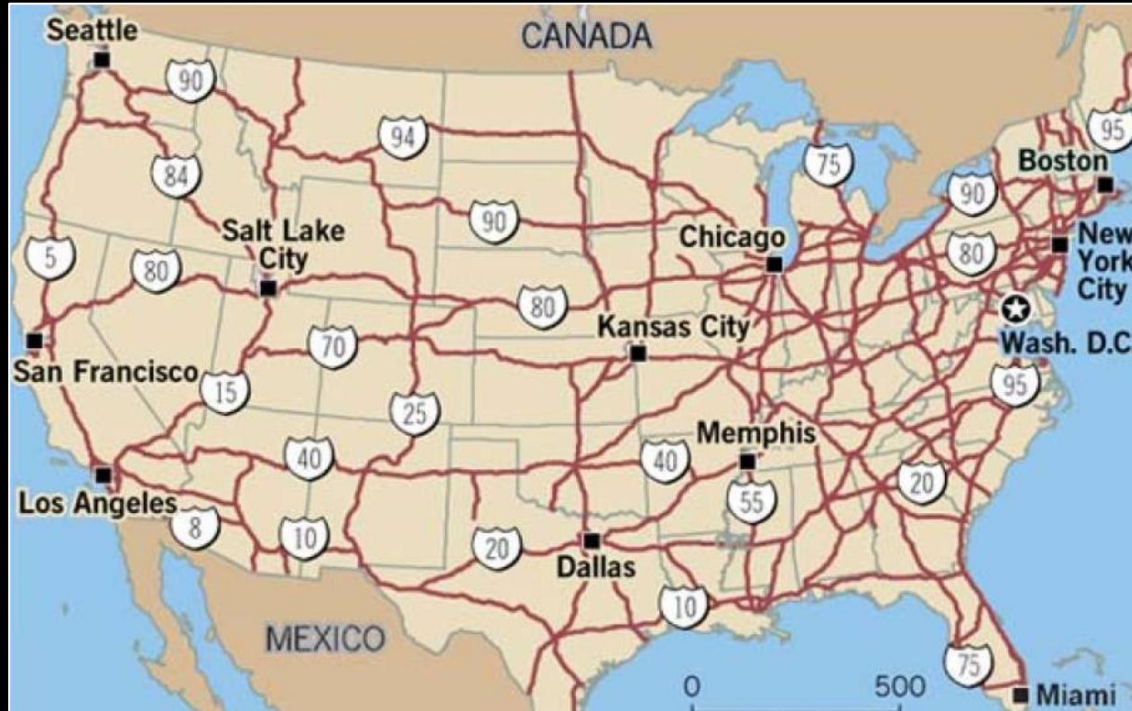 Seattle
CANADA
90
94
75
95
Boston
84
90
90
Salt Lake
City
Chicago
New
York
City
5
80
80
80
Kansas City
Wash. D.C
70
San Francisco
15
95
25
Memphis
40
40
20
Los Angeles
55
8
10
20
Dallas
10
MEXICO
75
0 500
Miami